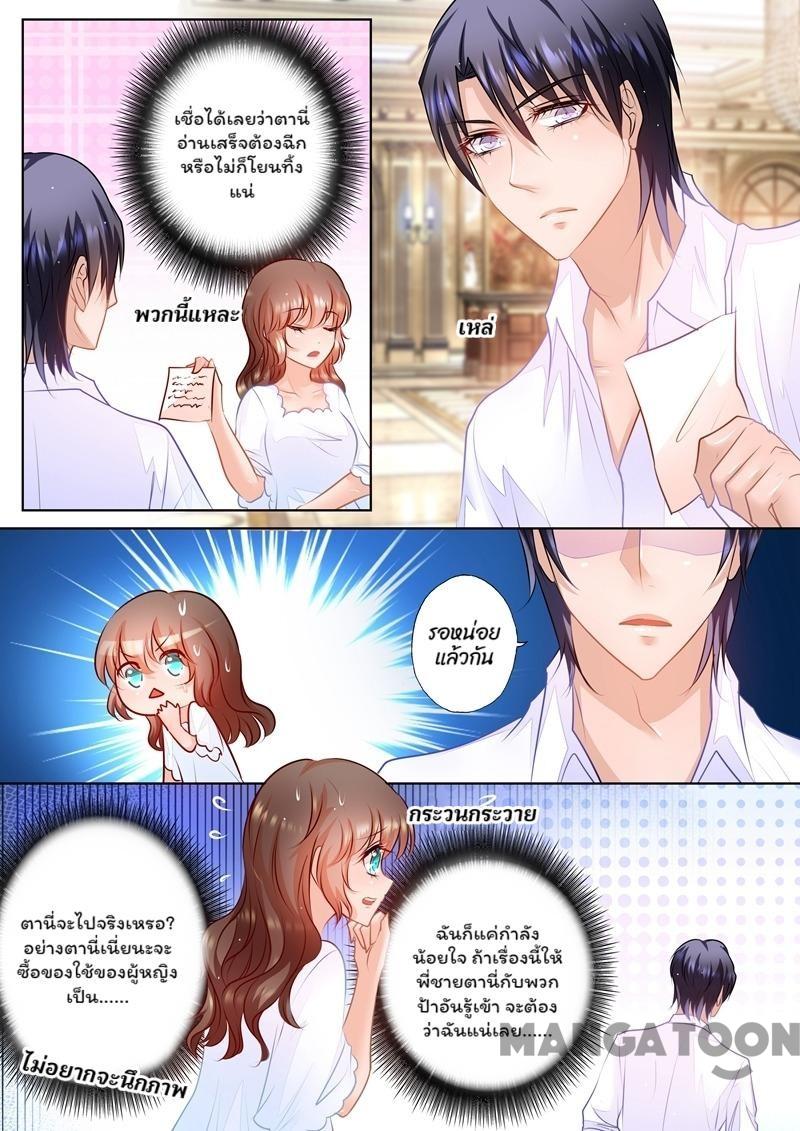 เชื่อได้เลยว่าตานี่
อ่านเสร็จต้องฉีก
หรือไม่ก็โยนทิ้ง
แน่
พวกนี้แหละ
เหล่
รอหน่อย
แล้วกัน
กระวนกระวาย
ตานี่จะไปจริงเหรอ?
อย่างตานี่เนี่ยนะจะ
ซื้อของใช้ของผู้หญิง
เป็น......
ฉันก็แค่กำลัง
น้อยใจ ถ้าเรื่องนี้ให้
พี่ชายตานี่กับพวก
ป้าอันรู้เข้า จะต้อง
ว่าฉันแน่เลย......
ไม่อยากจะนึกภาพ
MANGATOON